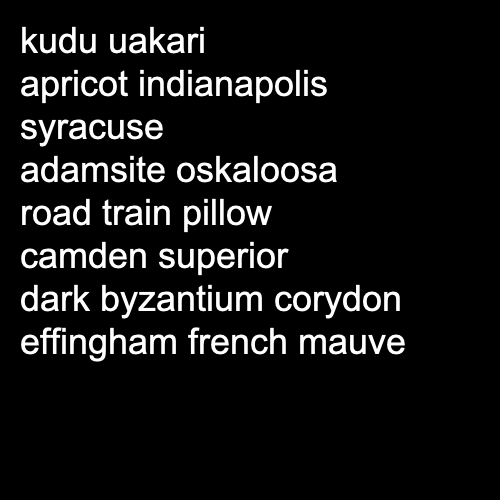 kudu uakari
apricot indianapolis
syracuse
adamsite oskaloosa
road train pillow
camden superior
dark byzantium corydon
effingham french mauve